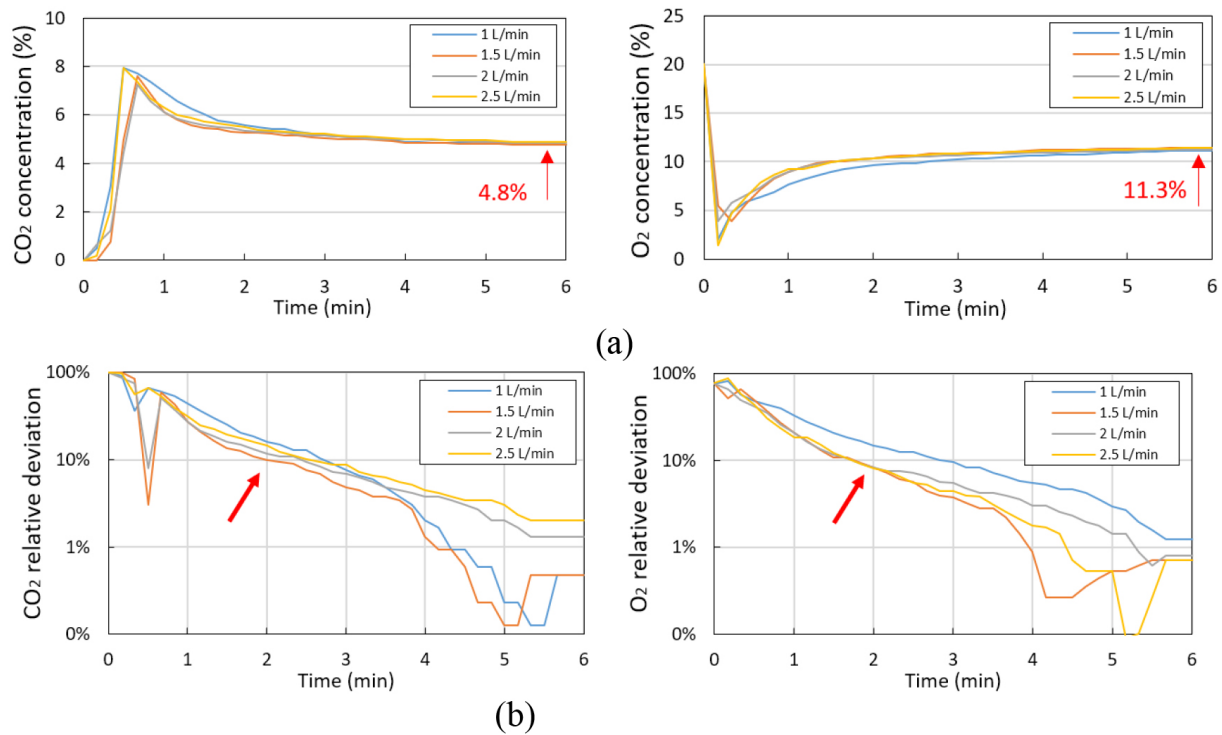 CO2 concentration (%)
10
8
6
4
2
0
0 1 2 3 4 5 6
Time (min)
1 L/min
1.5 L/min
2 L/min
2.5 L/min
4.8%
O2 concentration (%)
25
20
15
10
5
0
0 1 2 3 4 5 6
Time (min)
1 L/min
1.5 L/min
2 L/min
2.5 L/min
11.3%
(a)
CO2 relative deviation
100%
10%
1%
0%
0 1 2 3 4 5 6
Time (min)
1 L/min
1.5 L/min
2 L/min
2.5 L/min
O2 relative deviation
100%
10%
1%
0%
0 1 2 3 4 5 6
Time (min)
1 L/min
1.5 L/min
2 L/min
2.5 L/min
(b)